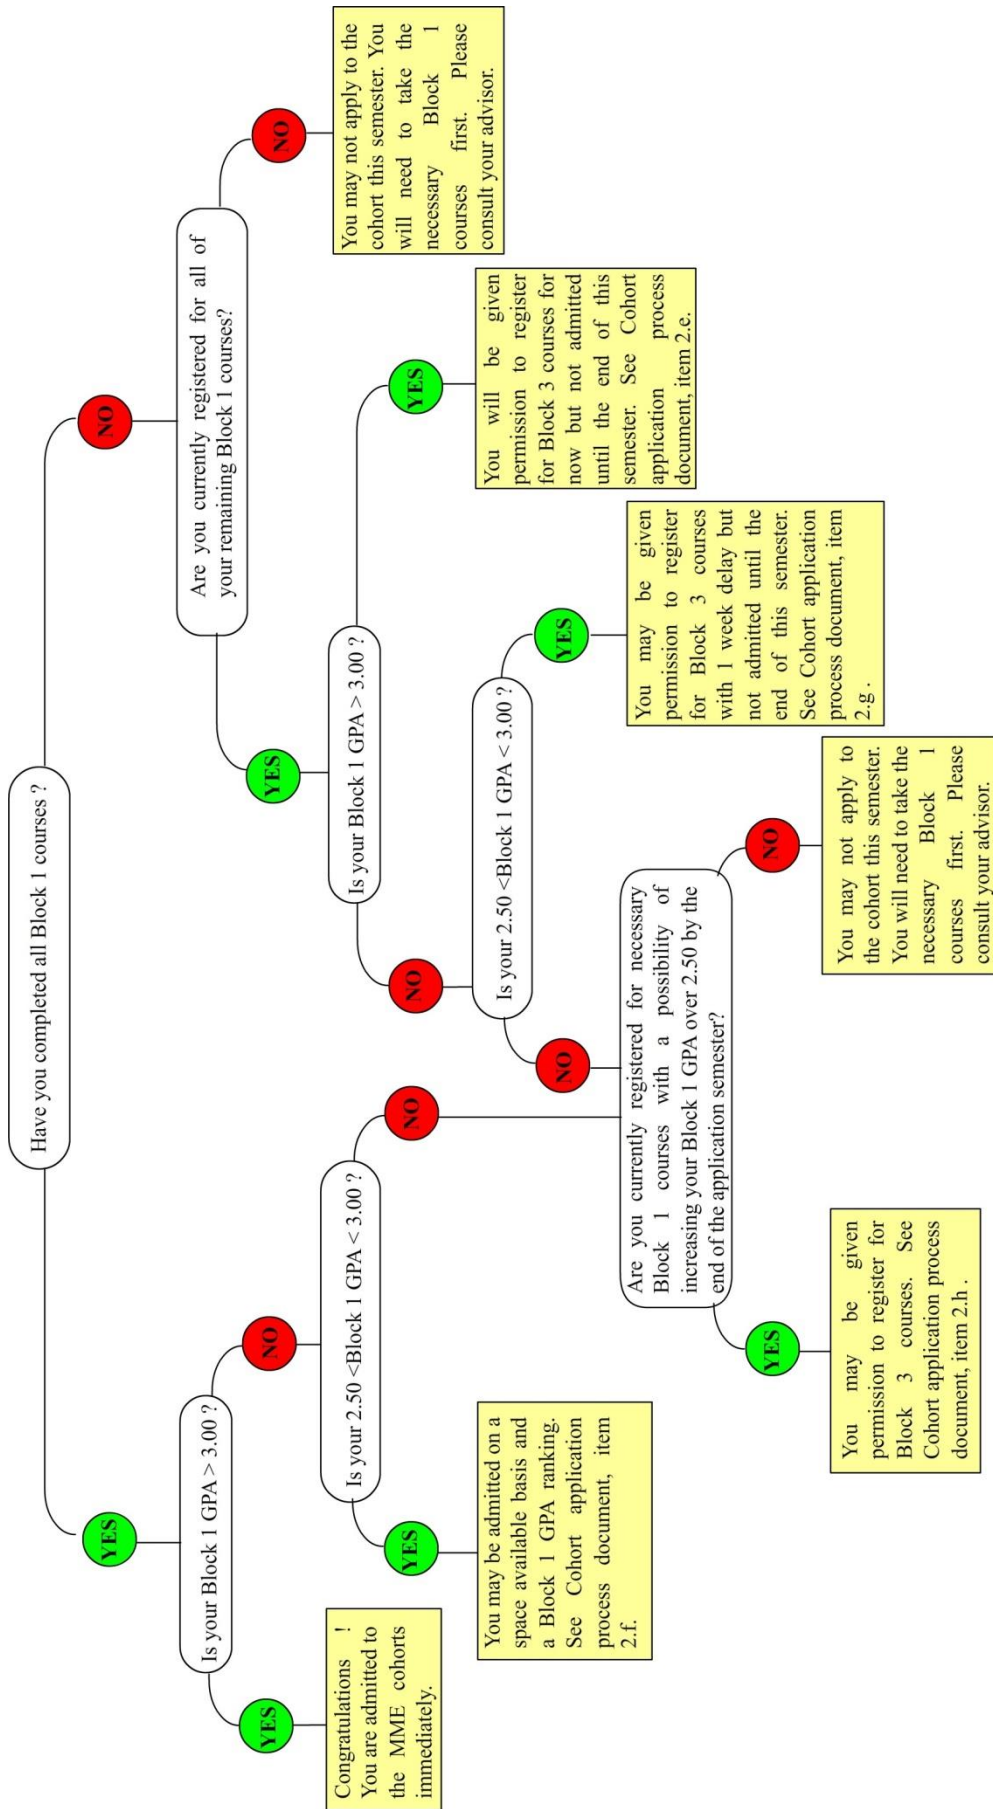 Have you completed all Block 1 courses ?
YES
NO
Is your Block 1 GPA > 3.00 ?
Are you currently registered for all of
your remaining Block 1 courses?
YES
NO
YES
NO
Congratulations !
You are admitted to
the MME cohorts
immediately.
Is your 2.50 <Block 1 GPA < 3.00 ?
Is your Block 1 GPA > 3.00 ?
You may not apply to the
cohort this semester. You
will need to take the
necessary Block 1
courses first. Please
consult your advisor.
YES
NO
NO
YES
You may be admitted on a
space available basis and
a Block 1 GPA ranking.
See Cohort application
process document, item
2.f.
Is your 2.50 <Block 1 GPA < 3.00 ?
You will be given
permission to register
for Block 3 courses for
now but not admitted
until the end of this
semester. See Cohort
application process
document, item 2.e.
NO
YES
Are you currently registered for necessary
Block 1 courses with a possibility of
increasing your Block 1 GPA over 2.50 by the
end of the application semester?
You may be given
permission to register
for Block 3 courses
with 1 week delay but
not admitted until the
end of this semester.
See Cohort application
process document, item
2.g .
YES
NO
You may be given
permission to register for
Block 3 courses. See
Cohort application process
document, item 2.h .
You may not apply to
the cohort this semester.
You will need to take the
necessary Block 1
courses first. Please
consult your advisor.